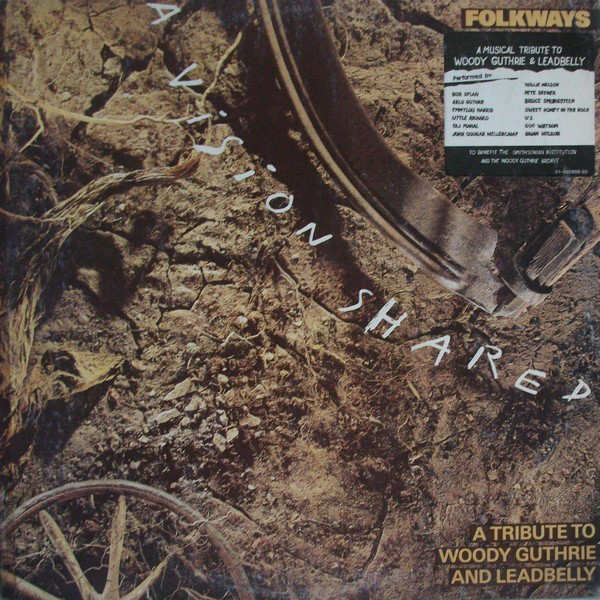 FOLKWAYS
A MUSICAL TRIBUTE TO
WOODY GUTHRIE & LEADBELLY
Performed By:
BOB DYLAN
ARLO GUTHRIE
EMMYLOU HARRIS
LITTLE RICHARD
TAJ MAHAL
JOHN COUGAR MELLENCAMP
WILLIE NELSON
PETE SEEGER
BRUCE SPRINGSTEEN
SWEET HONEY IN THE ROCK
U2
DOC WATSON
BRIAN WILSON
TO BENEFIT THE SMITHSONIAN INSTITUTION
AND THE WOODY GUTHRIE ARCHIVE
A ViSiON SHARED
A TRIBUTE TO
WOODY GUTHRIE
AND LEADBELLY